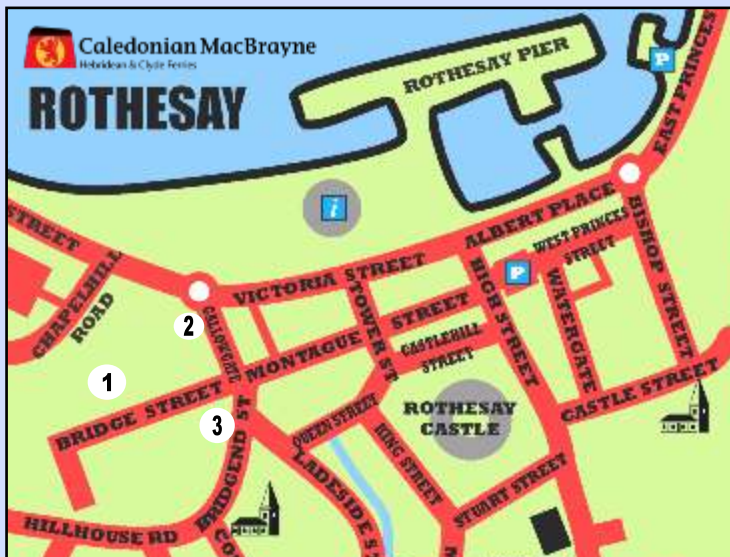 Caledonian MacBrayne
Hebridean & Clyde Ferries
ROTHESAY
ROTHESAY PIER
P
EAST PRINCES
STREET
i
ALBERT PLACE
WEST PRINCES
STREET
BISHOP STREET
CHAPELHILL
ROAD
VICTORIA STREET
P
HIGH STREET
WATERGATE
2
GALLOWGATE
TOWER ST
MONTAGUE STREET
CASTLEHILL
STREET
1
BRIDGE STREET
3
ROTHESAY
CASTLE
CASTLE STREET
BRIDGEND ST
QUEEN STREET
KING STREET
LADESIDE S
STUART STREET
HILLHOUSE RD
CO